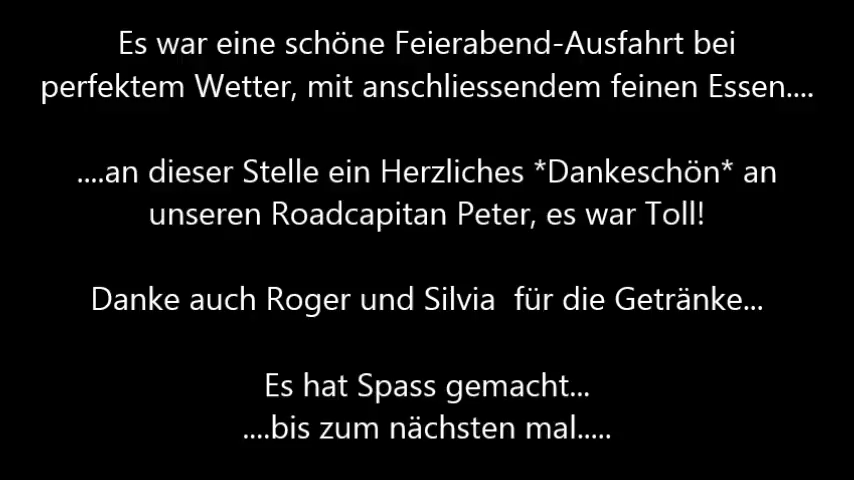 Es war eine schöne Feierabend-Ausfahrt bei
perfektem Wetter, mit anschliessendem feinen Essen....
....an dieser Stelle ein Herzliches *Dankeschön* an
unseren Roadcapitan Peter, es war Toll!
Danke auch Roger und Silvia  für die Getränke...
Es hat Spass gemacht...
....bis zum nächsten mal.....